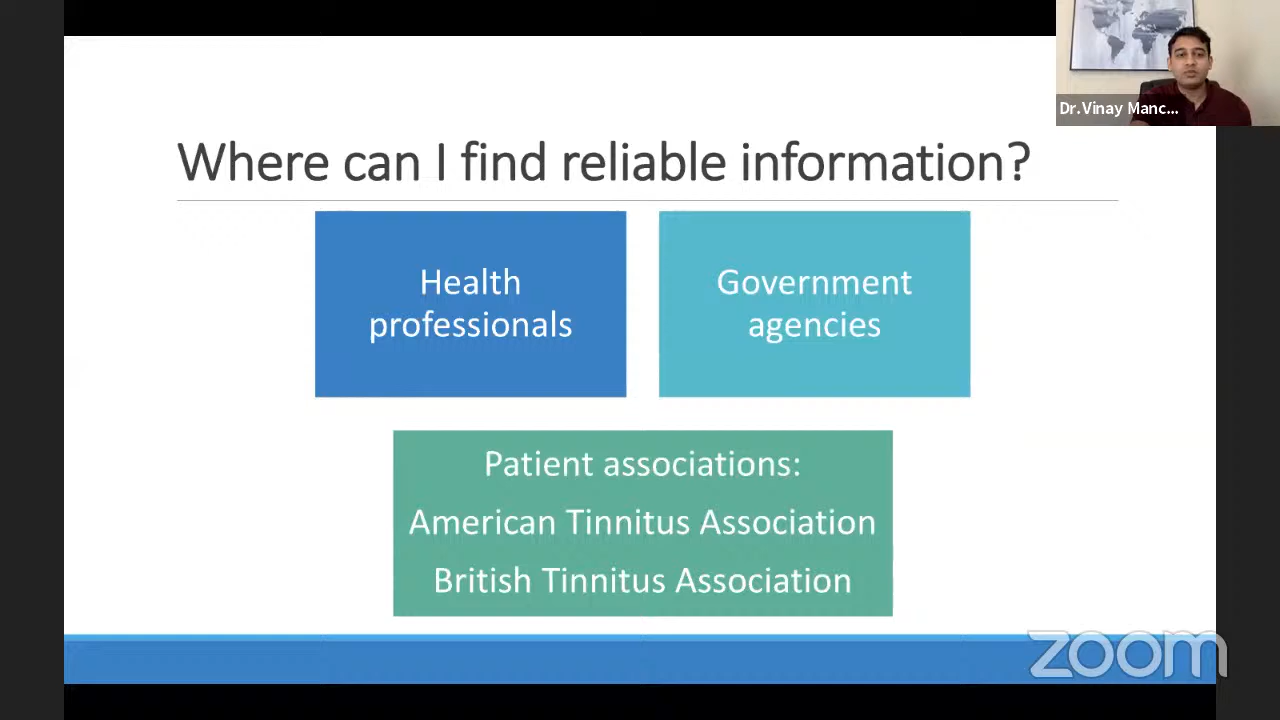 Dr.Vinay Manc...
Where can I find reliable information?
Health
professionals
Government
agencies
Patient associations:
American Tinnitus Association
British Tinnitus Association
zoom